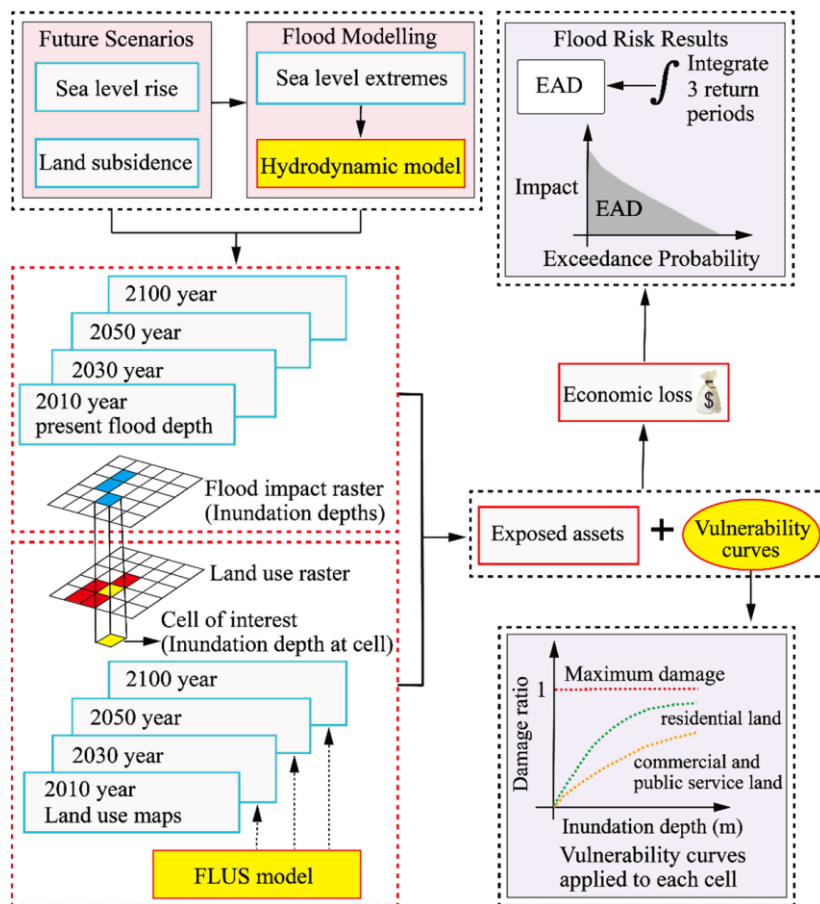 Future Scenarios
Sea level rise
Land subsidence
Flood Modelling
Sea level extremes
Hydrodynamic model
Flood Risk Results
EAD
∫ Integrate
3 return
periods
Impact
EAD
Exceedance Probability
2100 year
2050 year
2030 year
2010 year
present flood depth
Flood impact raster
(Inundation depths)
Land use raster
Cell of interest
(Inundation depth at cell)
2100 year
2050 year
2030 year
2010 year
Land use maps
FLUS model
Economic loss
$
Exposed assets
+
Vulnerability
curves
Maximum damage
1
residential land
commercial and
public service land
Damage ratio
Inundation depth (m)
Vulnerability curves
applied to each cell